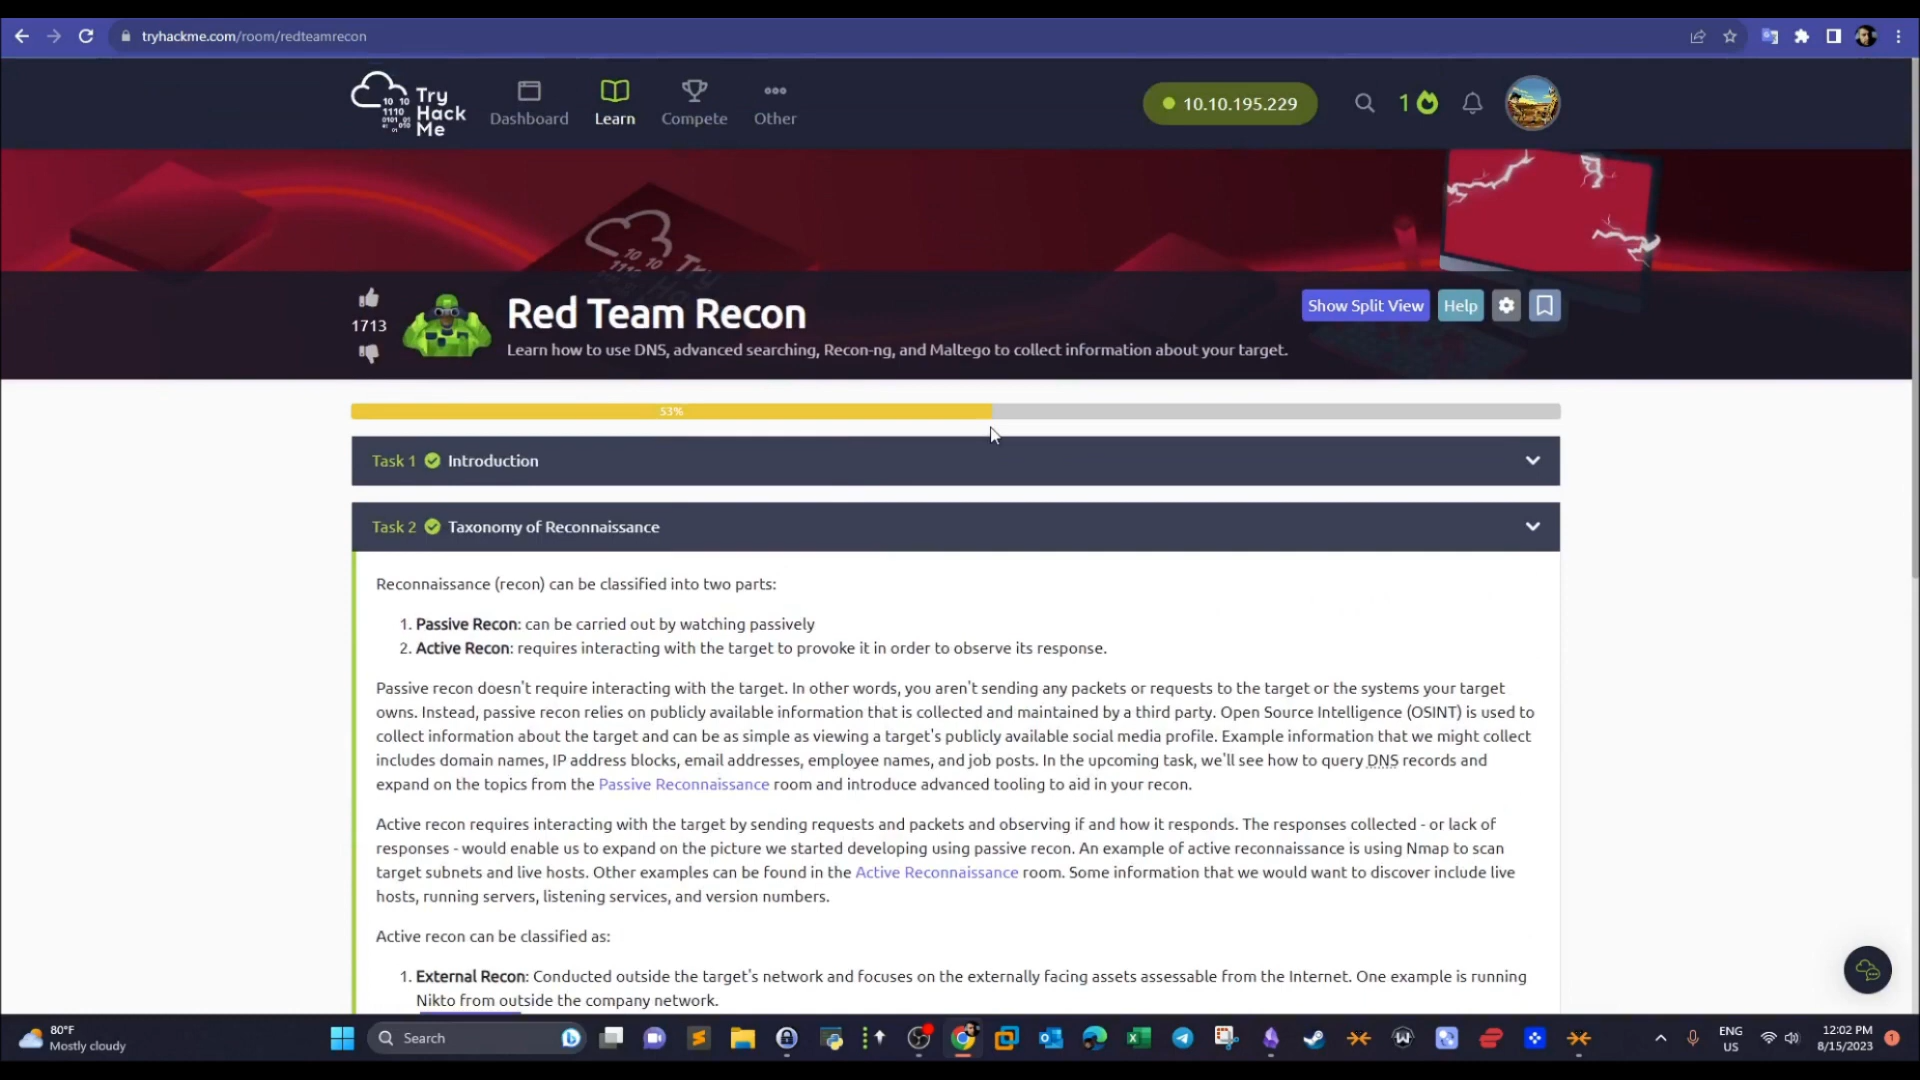 tryhackme.com/room/redteamrecon
Try
Hack
Me
Dashboard
Learn
Compete
Other
10.10.195.229
1
1713
Red Team Recon
Learn how to use DNS, advanced searching, Recon-ng, and Maltego to collect information about your target.
Show Split View
Help
53%
Task 1 Introduction
Task 2 Taxonomy of Reconnaissance
Reconnaissance (recon) can be classified into two parts:
1. Passive Recon: can be carried out by watching passively
2. Active Recon: requires interacting with the target to provoke it in order to observe its response.
Passive recon doesn't require interacting with the target. In other words, you aren't sending any packets or requests to the target or the systems your target
owns. Instead, passive recon relies on publicly available information that is collected and maintained by a third party. Open Source Intelligence (OSINT) is used to
collect information about the target and can be as simple as viewing a target's publicly available social media profile. Example information that we might collect
includes domain names, IP address blocks, email addresses, employee names, and job posts. In the upcoming task, we'll see how to query DNS records and
expand on the topics from the Passive Reconnaissance room and introduce advanced tooling to aid in your recon.
Active recon requires interacting with the target by sending requests and packets and observing if and how it responds. The responses collected - or lack of
responses - would enable us to expand on the picture we started developing using passive recon. An example of active reconnaissance is using Nmap to scan
target subnets and live hosts. Other examples can be found in the Active Reconnaissance room. Some information that we would want to discover include live
hosts, running servers, listening services, and version numbers.
Active recon can be classified as:
1. External Recon: Conducted outside the target's network and focuses on the externally facing assets assessable from the Internet. One example is running
Nikto from outside the company network.
80°F
Mostly cloudy
Search
ENG
US
12:02 PM
8/15/2023
1